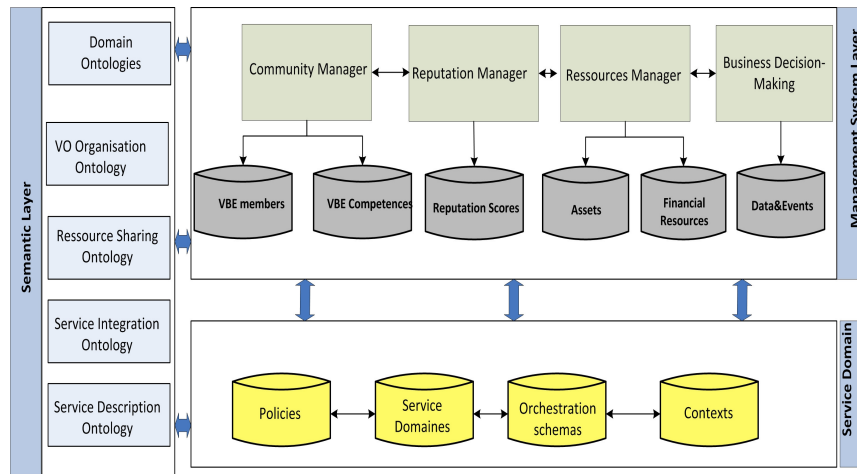 Semantic Layer
Domain
Ontologies
VO Organisation
Ontology
Ressource Sharing
Ontology
Service Integration
Ontology
Service Description
Ontology
Community Manager
Reputation Manager
Ressources Manager
Business Decision-
Making
VBE members
VBE Competences
Reputation Scores
Assets
Financial
Resources
Data&Events
Management System Layer
Policies
Service
Domaines
Orchestration
schemas
Contexts
Service Domain